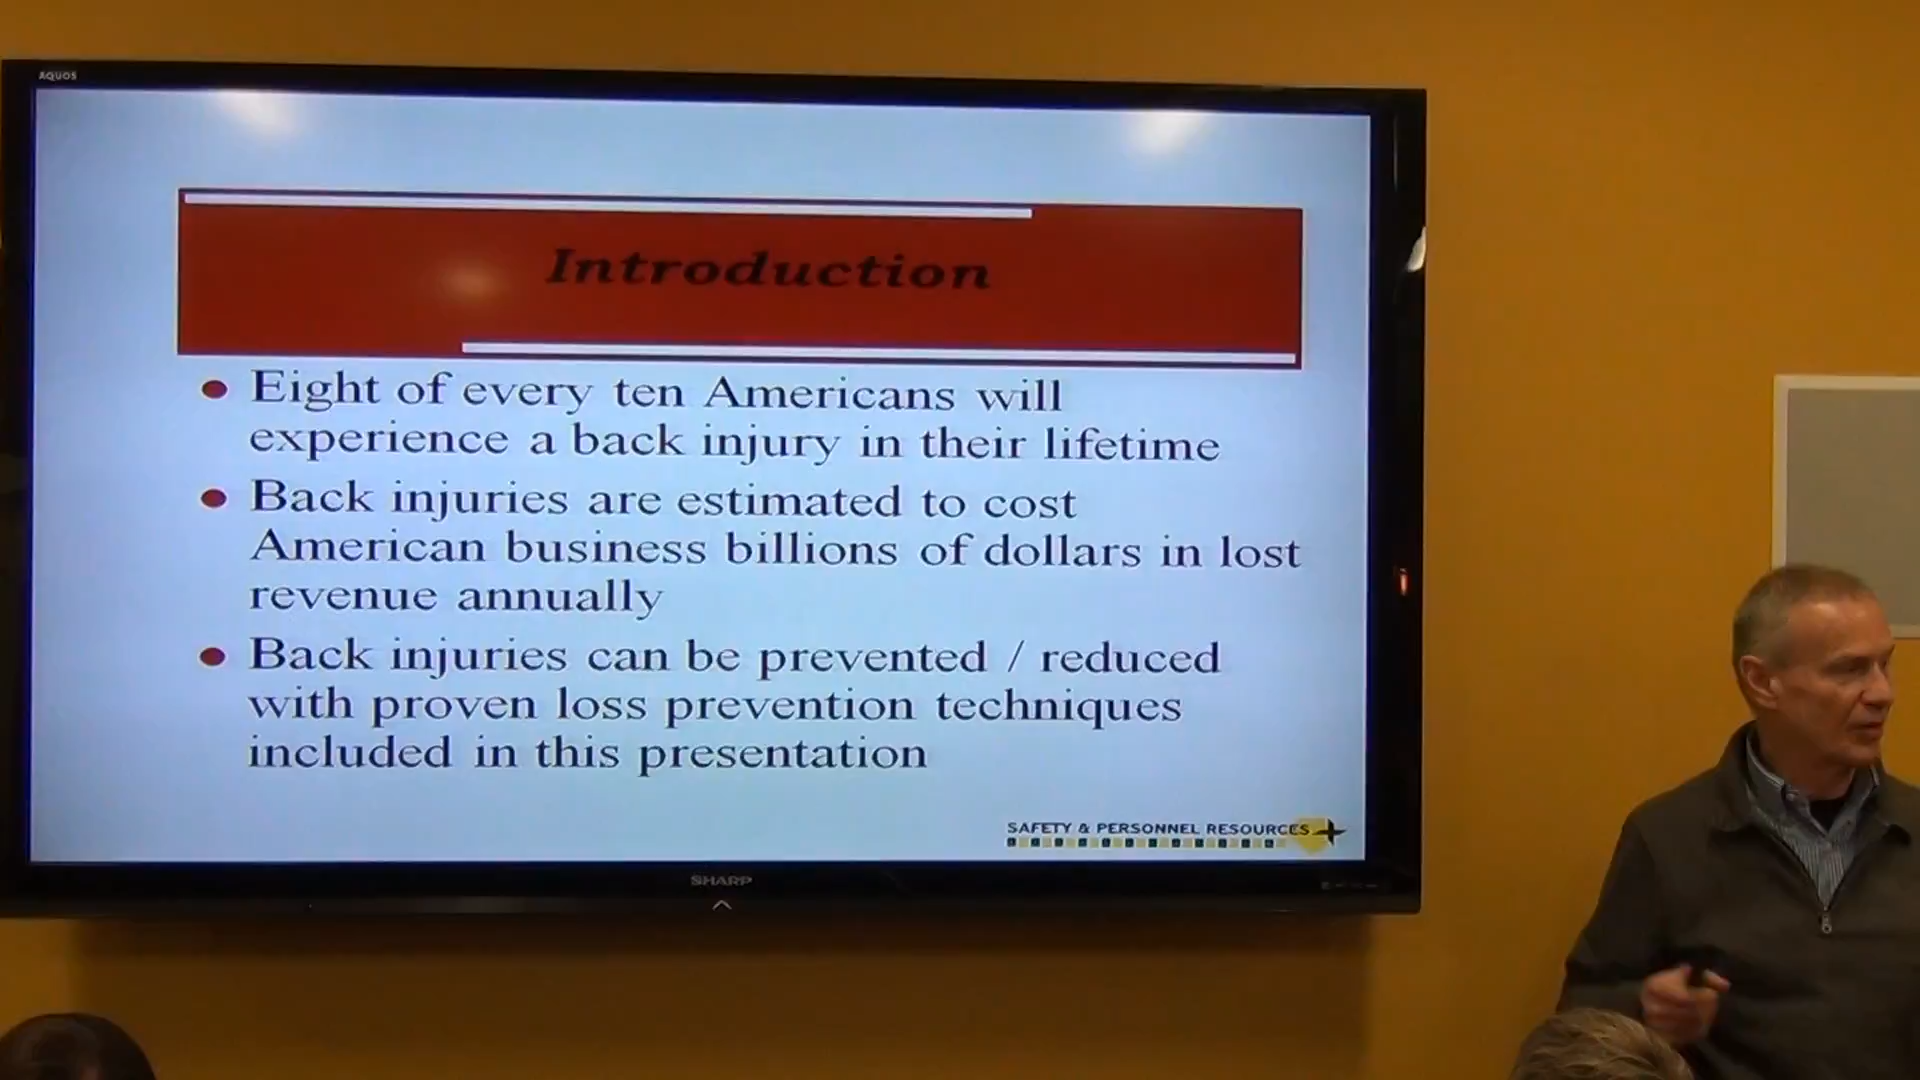 AQUOS
Introduction
Eight of every ten Americans will
experience a back injury in their lifetime
Back injuries are estimated to cost
American business billions of dollars in lost
revenue annually
Back injuries can be prevented / reduced
with proven loss prevention techniques
included in this presentation
SAFETY & PERSONNEL RESOURCES
SHARP